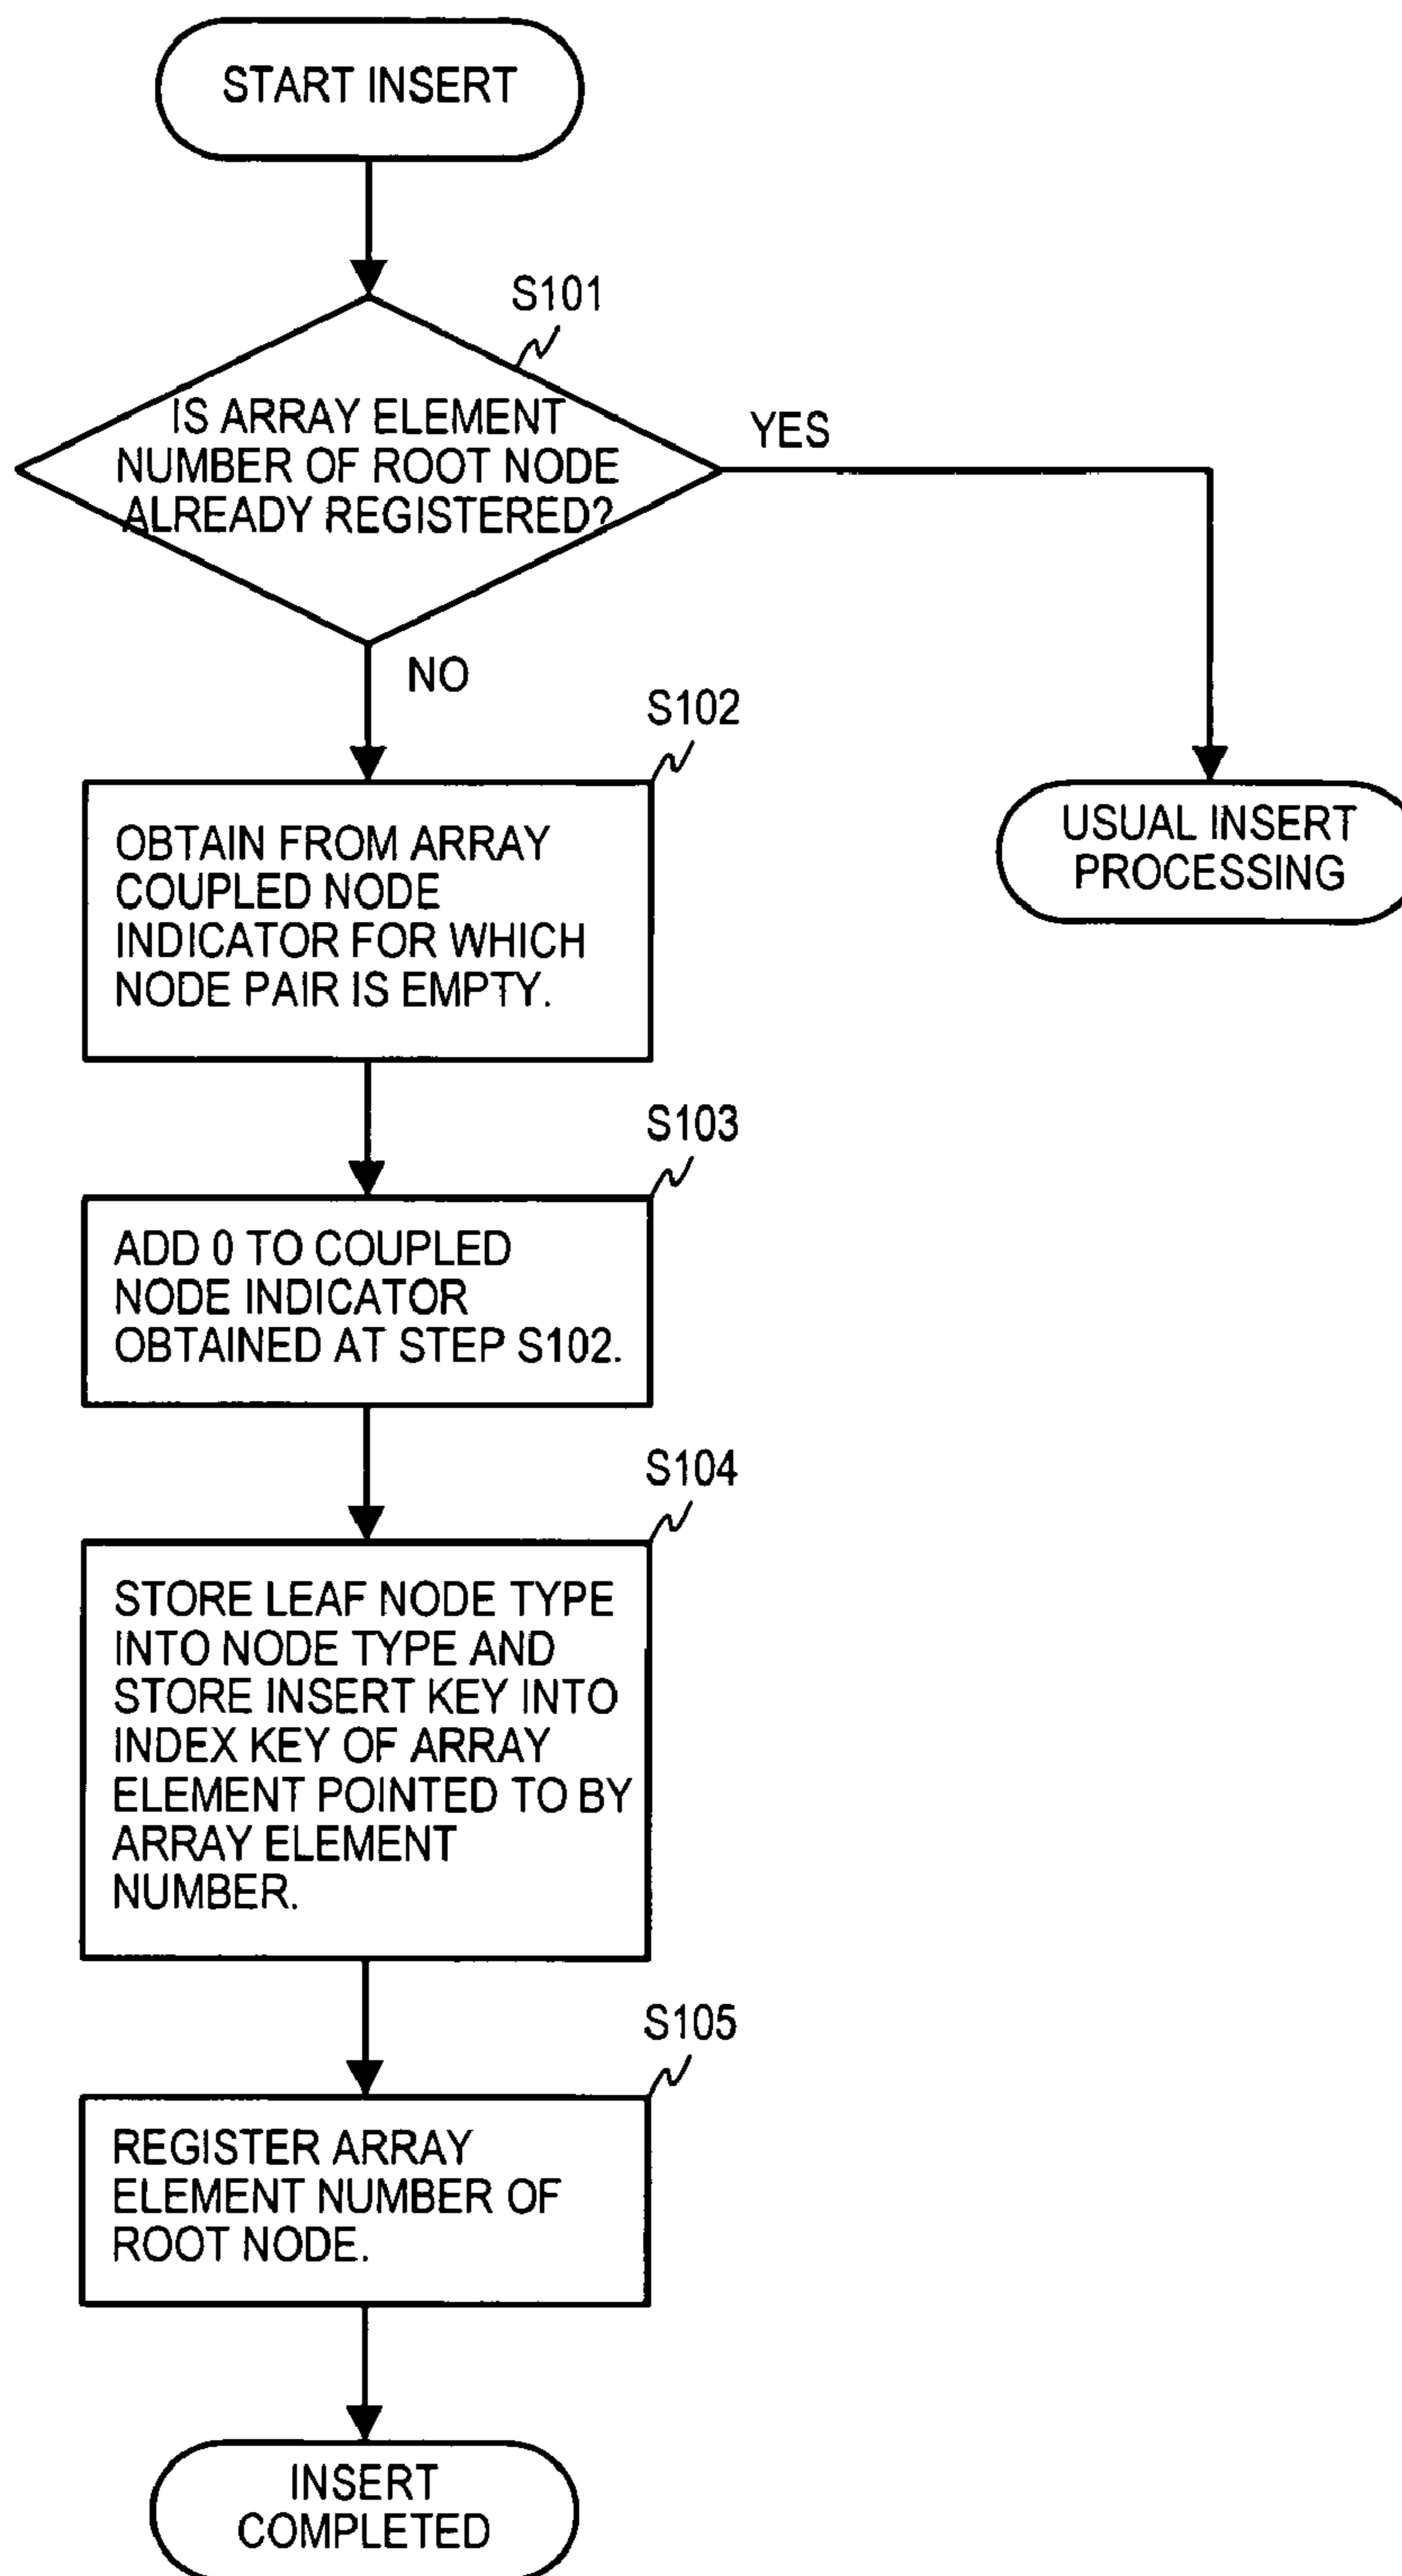 START INSERT
S101
IS ARRAY ELEMENT
NUMBER OF ROOT NODE
ALREADY REGISTERED?
YES
NO
S102
OBTAIN FROM ARRAY
COUPLED NODE
INDICATOR FOR WHICH
NODE PAIR IS EMPTY.
USUAL INSERT
PROCESSING
S103
ADD 0 TO COUPLED
NODE INDICATOR
OBTAINED AT STEP S102.
S104
STORE LEAF NODE TYPE
INTO NODE TYPE AND
STORE INSERT KEY INTO
INDEX KEY OF ARRAY
ELEMENT POINTED TO BY
ARRAY ELEMENT
NUMBER.
S105
REGISTER ARRAY
ELEMENT NUMBER OF
ROOT NODE.
INSERT
COMPLETED